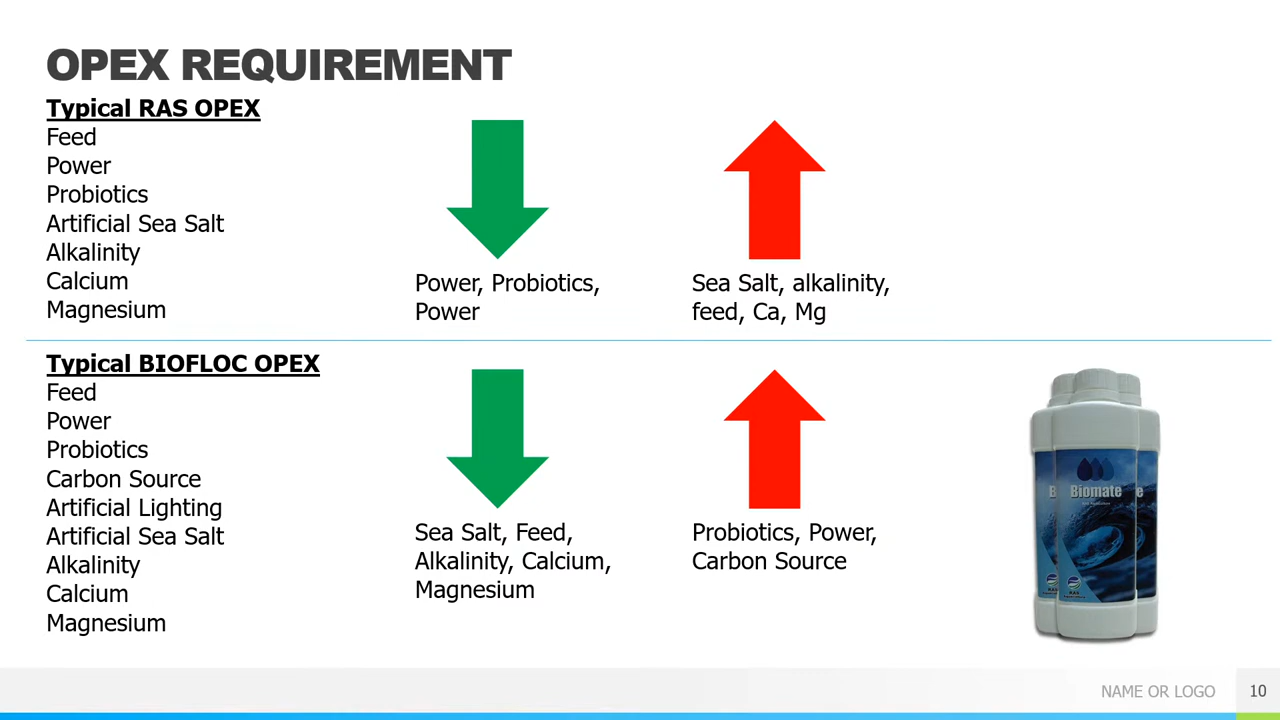 OPEX REQUIREMENT
Typical RAS OPEX
Feed
Power
Probiotics
Artificial Sea Salt
Alkalinity
Calcium
Magnesium
Power, Probiotics,
Power
Sea Salt, alkalinity,
feed, Ca, Mg
Typical BIOFLOC OPEX
Feed
Power
Probiotics
Carbon Source
Artificial Lighting
Artificial Sea Salt
Alkalinity
Calcium
Magnesium
Sea Salt, Feed,
Alkalinity, Calcium,
Magnesium
Probiotics, Power,
Carbon Source
Biomate
RAS
NAME OR LOGO
10